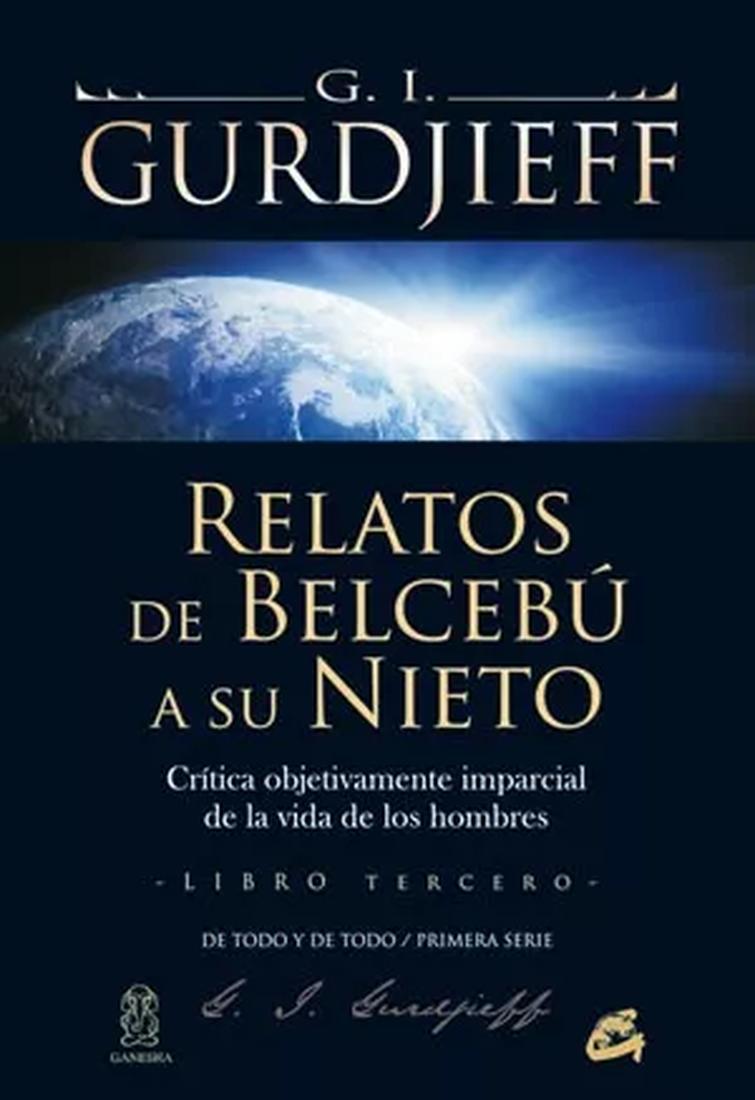 G. I.
GURDJIEFF
RELATOS
DE BELCEBÚ
A SU NIETO
Crítica objetivamente imparcial
de la vida de los hombres
- LIBRO TERCERO -
DE TODO Y DE TODO / PRIMERA SERIE
G. I. Gurdjieff
GANESHA